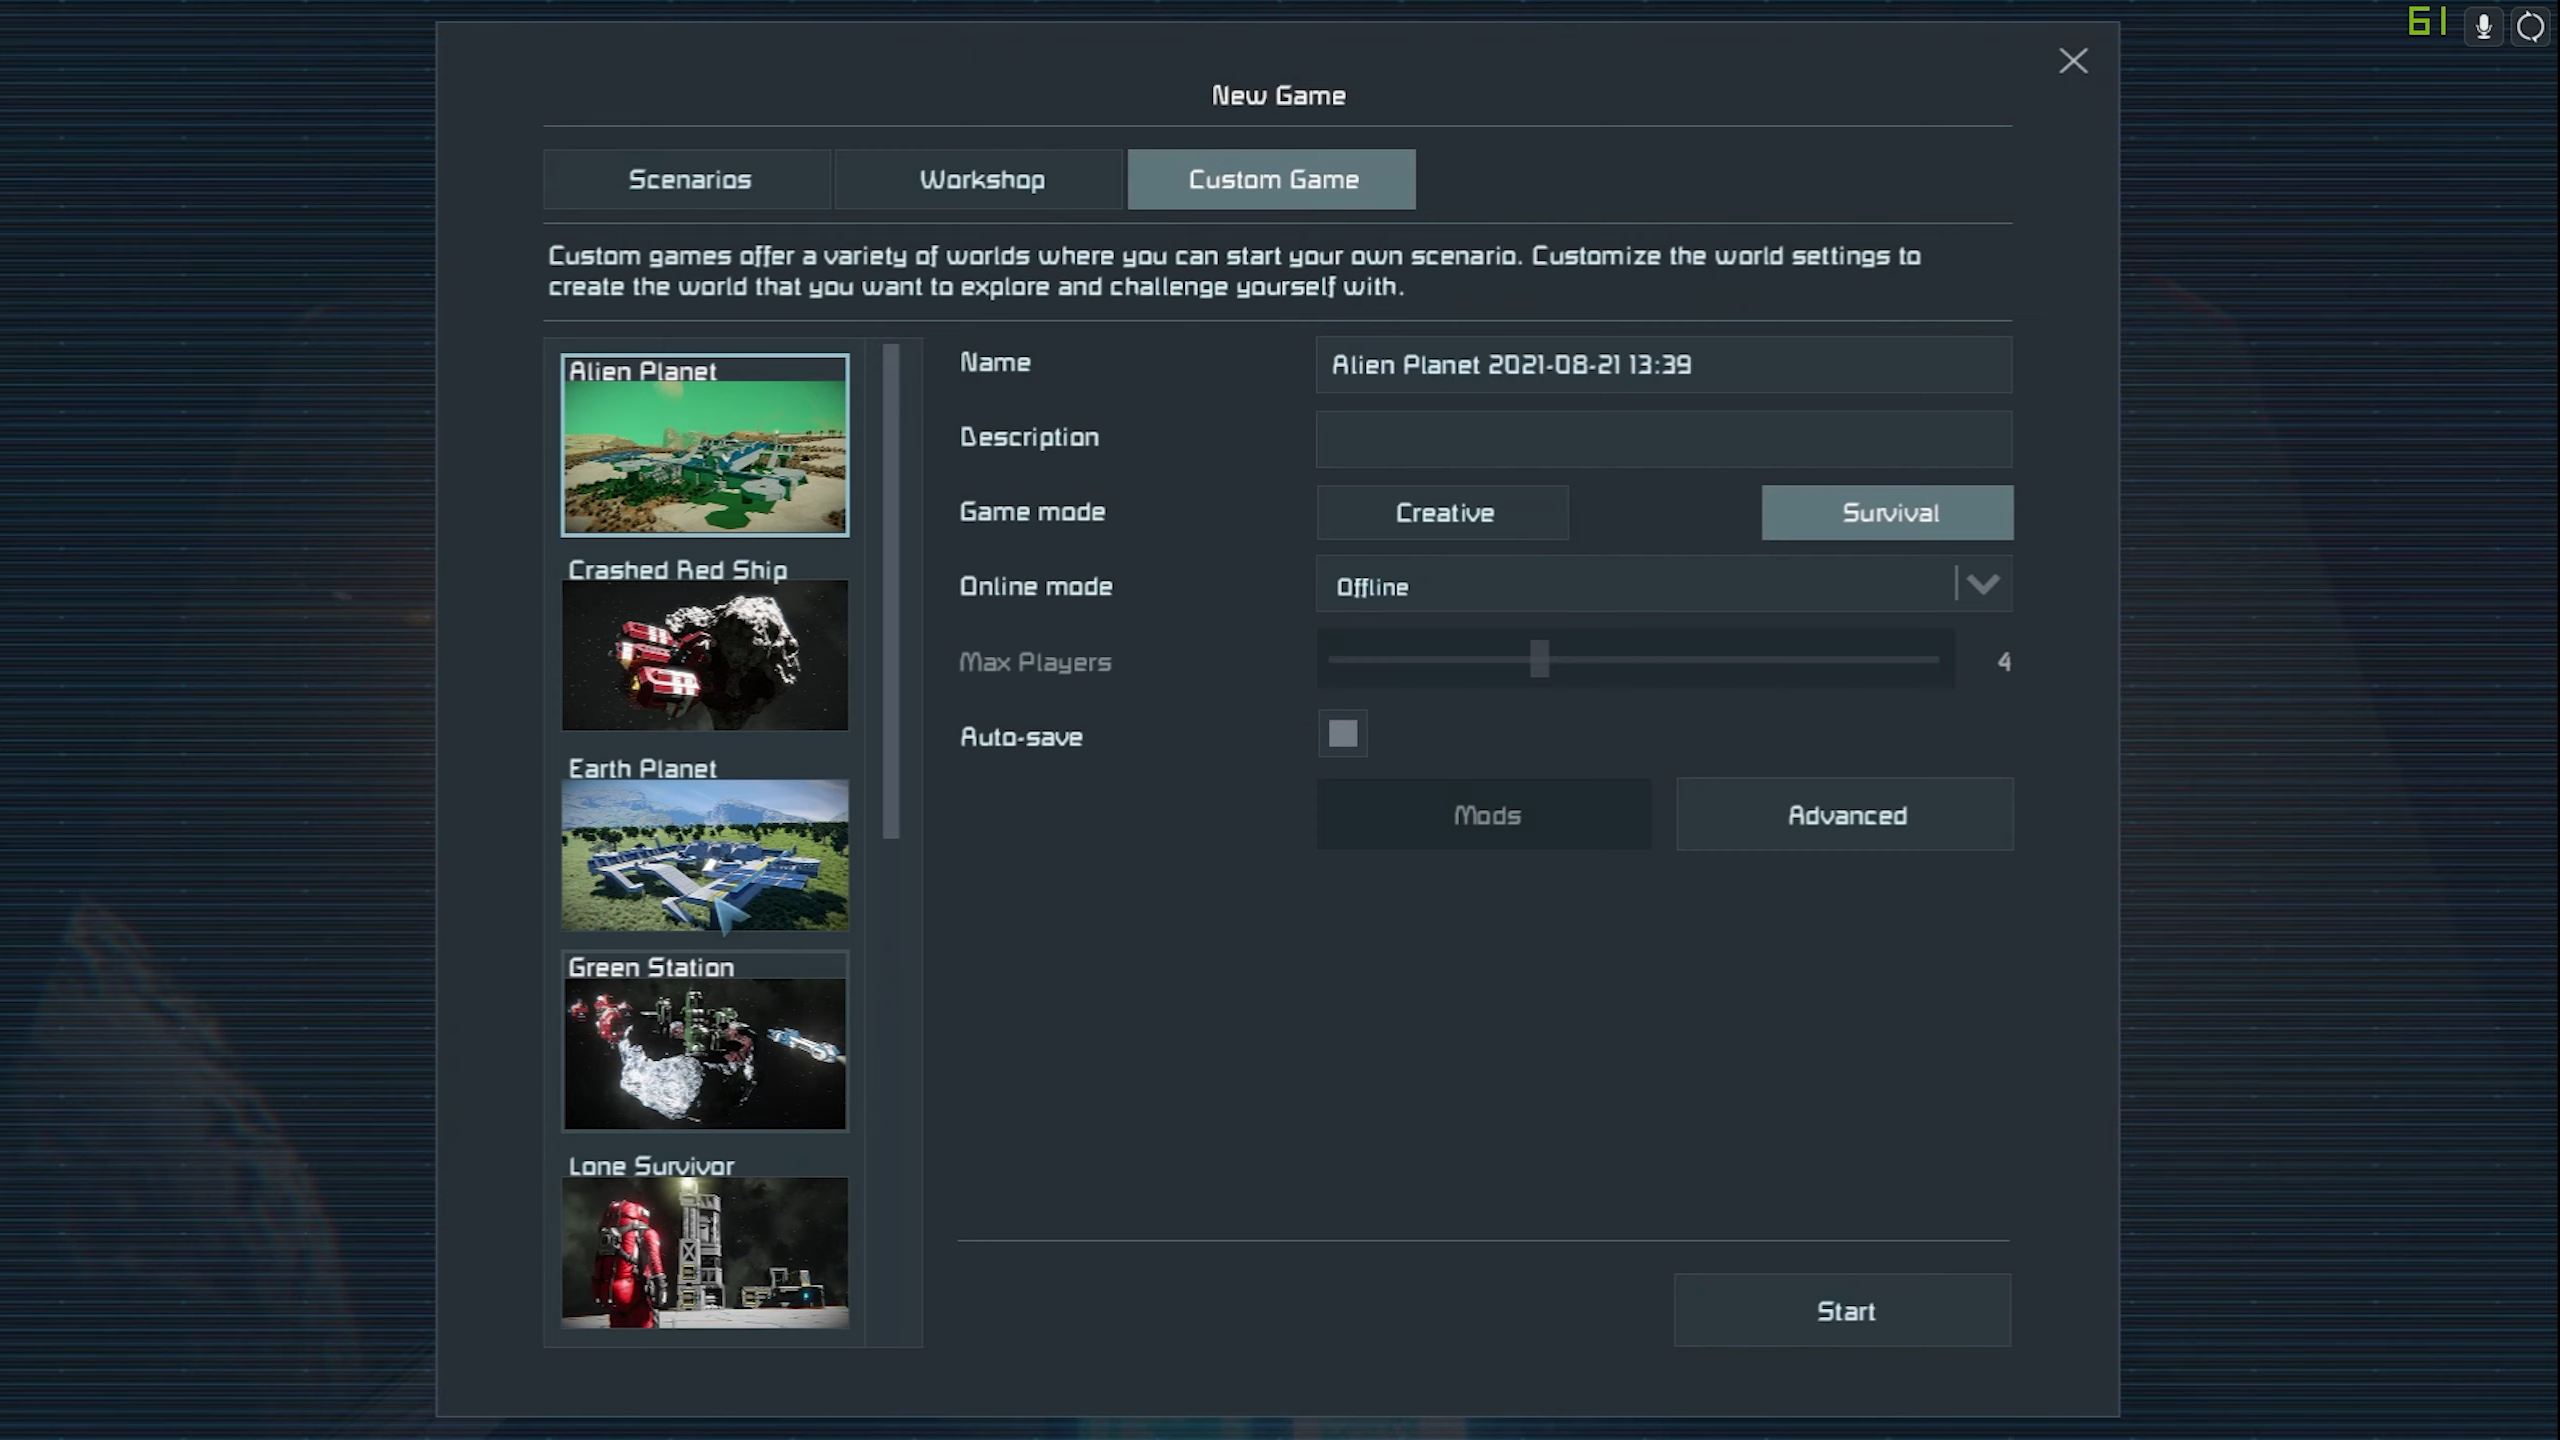 61
New Game
Scenarios
Workshop
Custom Game
Custom games offer a variety of worlds where you can start your own scenario. Customize the world settings to
create the world that you want to explore and challenge yourself with.
Alien Planet
Crashed Red Ship
Earth Planet
Green Station
Lone Survivor
Name
Alien Planet 2021-08-21 13:39
Description
Game mode
Creative
Survival
Online mode
Offline
Max Players
4
Auto-save
Mods
Advanced
Start